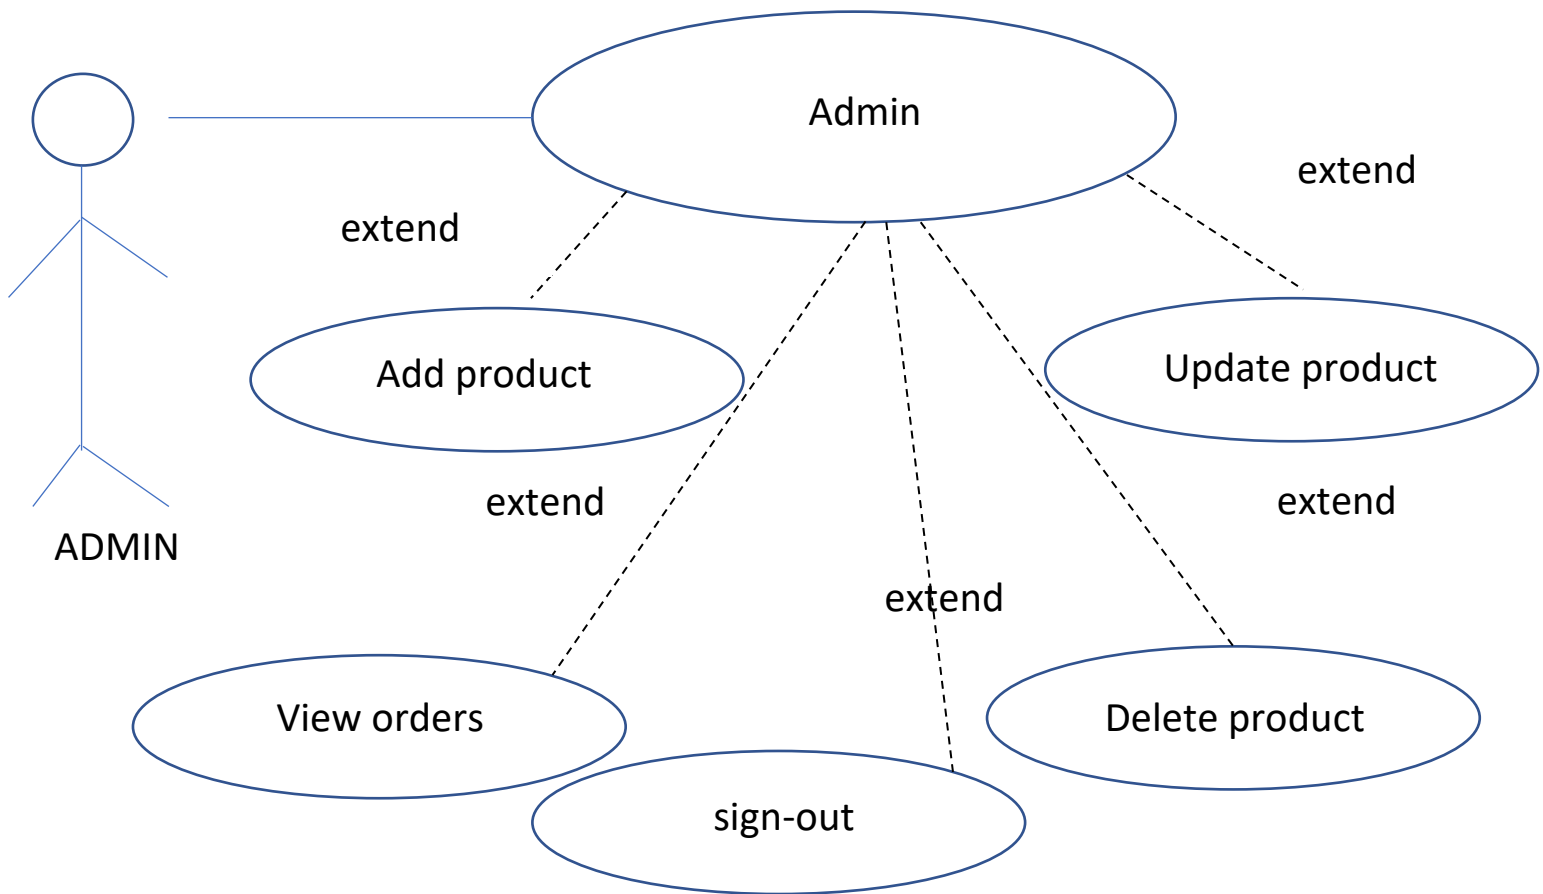 Admin
extend
extend
Add product
Update product
extend
extend
ADMIN
extend
View orders
Delete product
sign-out